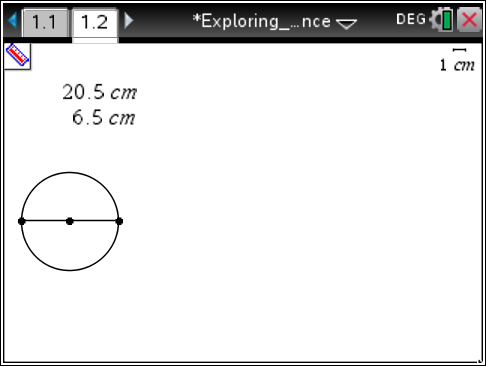 1.1 1.2 *Exploring_...nce DEG
1 cm
20.5 cm
6.5 cm